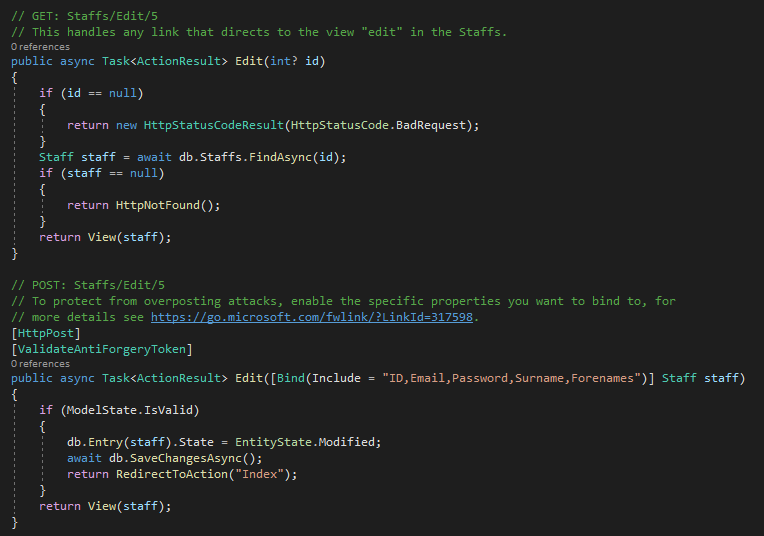 // GET: Staffs/Edit/5
// This handles any link that directs to the view "edit" in the Staffs.
0 references
public async Task<ActionResult> Edit(int? id)
{
    if (id == null)
    {
        return new HttpStatusCodeResult(HttpStatusCode.BadRequest);
    }
    Staff staff = await db.Staffs.FindAsync(id);
    if (staff == null)
    {
        return HttpNotFound();
    }
    return View(staff);
}

// POST: Staffs/Edit/5
// To protect from overposting attacks, enable the specific properties you want to bind to, for
// more details see https://go.microsoft.com/fwlink/?LinkId=317598.
[HttpPost]
[ValidateAntiForgeryToken]
0 references
public async Task<ActionResult> Edit([Bind(Include = "ID,Email,Password,Surname,Forenames")] Staff staff)
{
    if (ModelState.IsValid)
    {
        db.Entry(staff).State = EntityState.Modified;
        await db.SaveChangesAsync();
        return RedirectToAction("Index");
    }
    return View(staff);
}